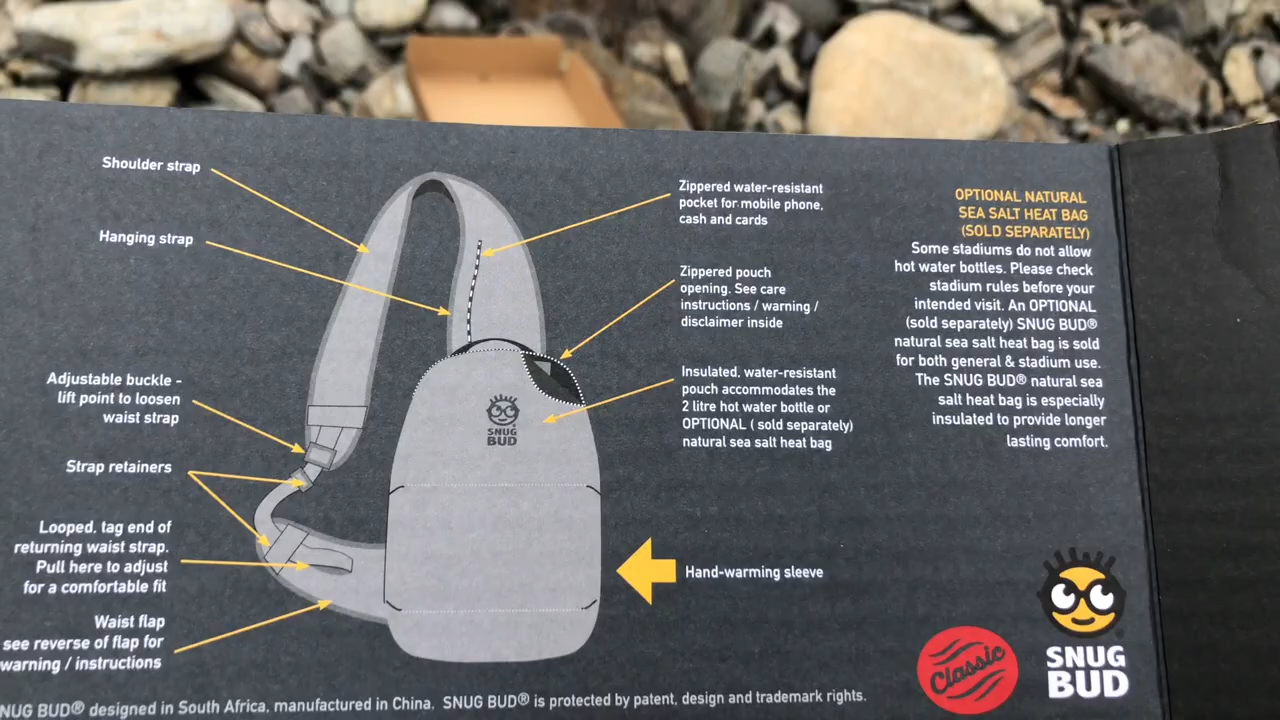 Shoulder strap
Hanging strap
Adjustable buckle -
lift point to loosen
waist strap
Strap retainers
Looped, tag end of
returning waist strap.
Pull here to adjust
for a comfortable fit
Waist flap
see reverse of flap for
warning / instructions
SNUG
BUD
Zippered water-resistant
pocket for mobile phone,
cash and cards
Zippered pouch
opening. See care
instructions / warning /
disclaimer inside
Insulated, water-resistant
pouch accommodates the
2 litre hot water bottle or
OPTIONAL ( sold separately)
natural sea salt heat bag
Hand-warming sleeve
OPTIONAL NATURAL
SEA SALT HEAT BAG
(SOLD SEPARATELY)
Some stadiums do not allow
hot water bottles. Please check
stadium rules before your
intended visit. An OPTIONAL
(sold separately) SNUG BUD®
natural sea salt heat bag is sold
for both general & stadium use.
The SNUG BUD® natural sea
salt heat bag is especially
insulated to provide longer
lasting comfort.
Classic
SNUG
BUD
NUG BUD® designed in South Africa, manufactured in China. SNUG BUD® is protected by patent, design and trademark rights.